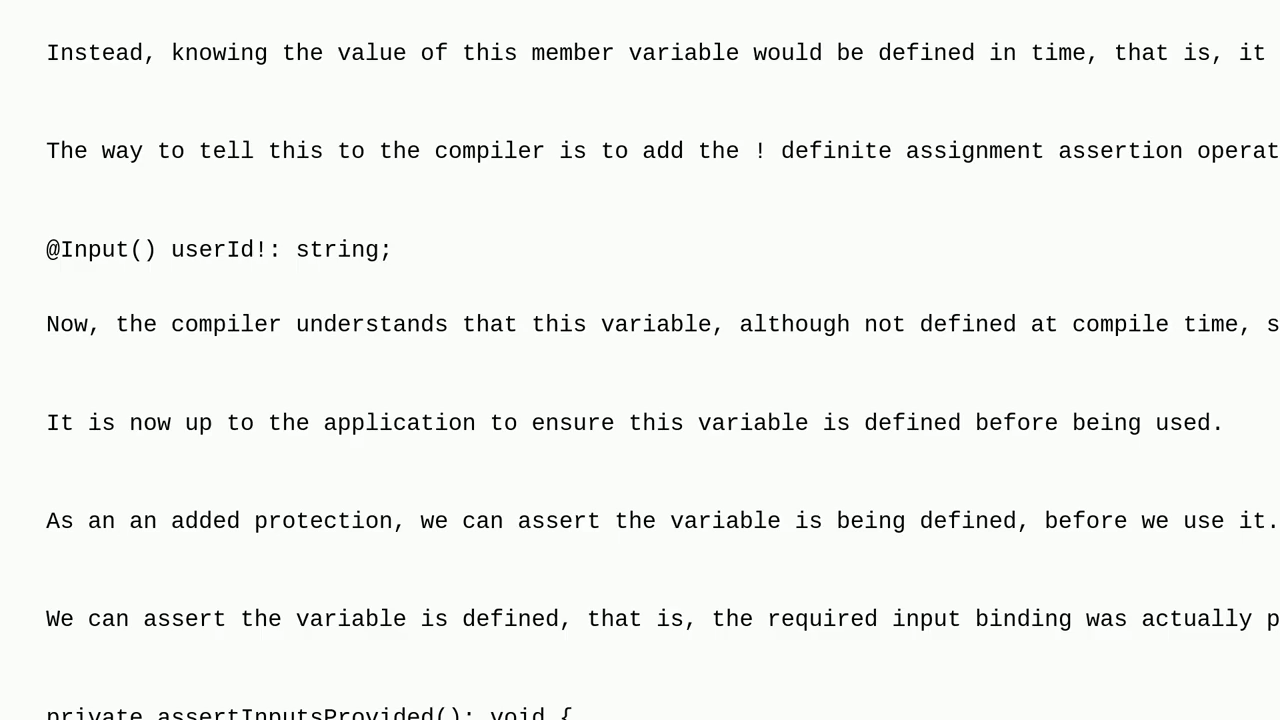 Instead, knowing the value of this member variable would be defined in time, that is, it
The way to tell this to the compiler is to add the ! definite assignment assertion operat
@Input() userId!: string;
Now, the compiler understands that this variable, although not defined at compile time, s
It is now up to the application to ensure this variable is defined before being used.
As an an added protection, we can assert the variable is being defined, before we use it.
We can assert the variable is defined, that is, the required input binding was actually p
private assertInputsProvided(): void {